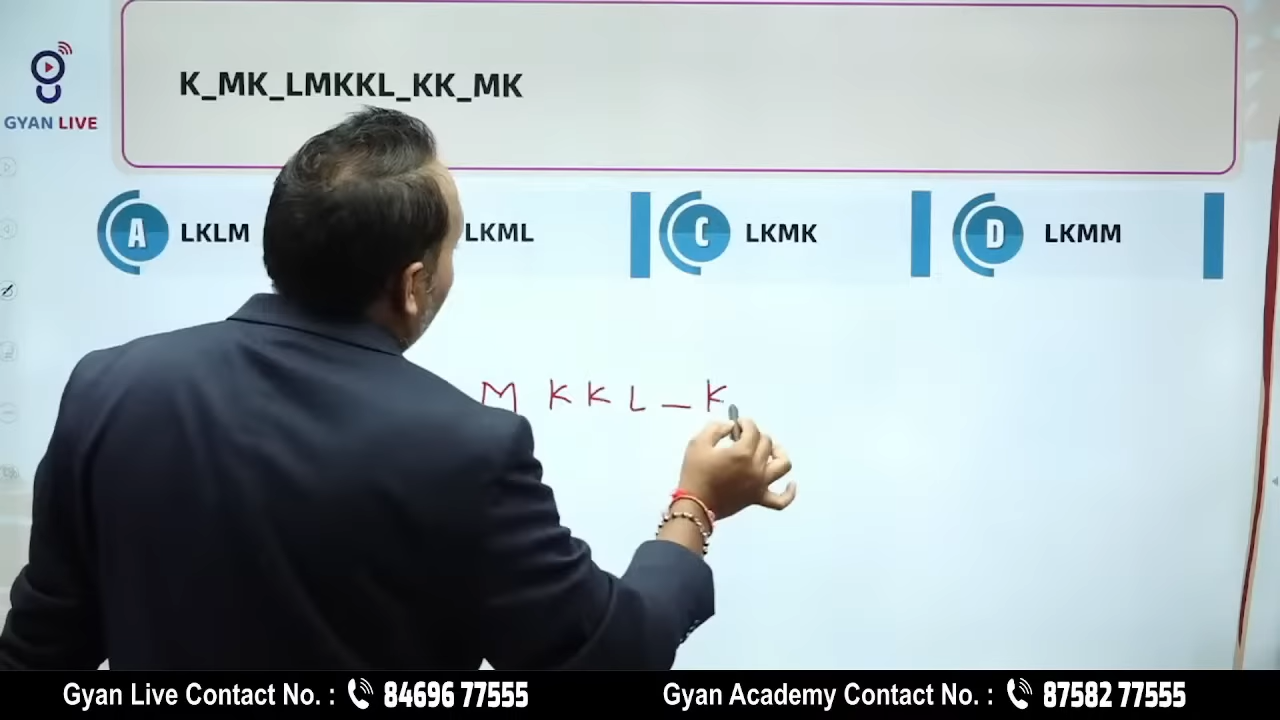 K_MK_LMKKL_KK_MK
GYAN LIVE
A LKLM
LKML
C LKMK
D LKMM
M K K L _ K
Gyan Live Contact No. : 84696 77555
Gyan Academy Contact No. : 87582 77555